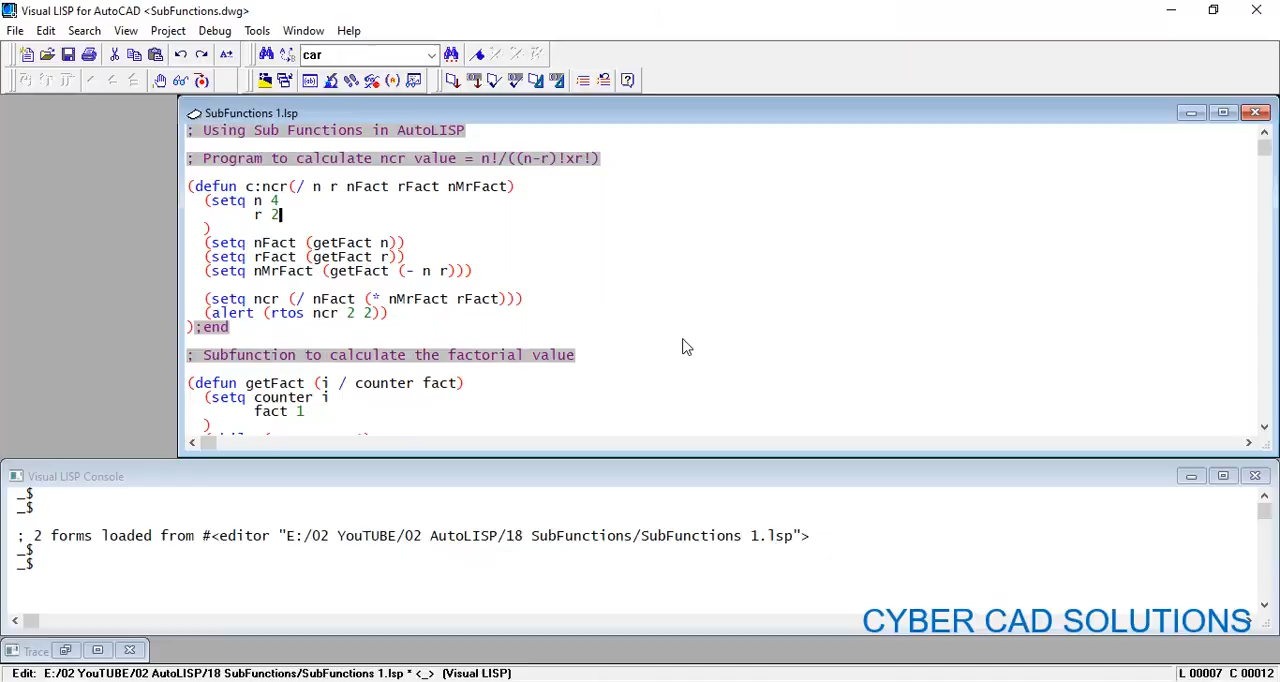 Visual LISP for AutoCAD <SubFunctions.dwg>
File Edit Search View Project Debug Tools Window Help
car
SubFunctions 1.lsp
; Using Sub Functions in AutoLISP
; Program to calculate ncr value = n!/((n-r)!xr!)
(defun c:ncr(/ n r nFact rFact nMrFact)
(setq n 4
r 2
)
(setq nFact (getFact n))
(setq rFact (getFact r))
(setq nMrFact (getFact (- n r)))
(setq ncr (/ nFact (* nMrFact rFact)))
(alert (rtos ncr 2 2))
);end
; Subfunction to calculate the factorial value
(defun getFact (i / counter fact)
(setq counter i
fact 1
)
Visual LISP Console
_$
_$
; 2 forms loaded from #<editor "E:/02 YouTUBE/02 AutoLISP/18 SubFunctions/SubFunctions 1.lsp">
_$
_$
CYBER CAD SOLUTIONS
Trace
Edit: E:/02 YouTUBE/02 AutoLISP/18 SubFunctions/SubFunctions 1.lsp * <_> (Visual LISP)
L 00007 C 00012